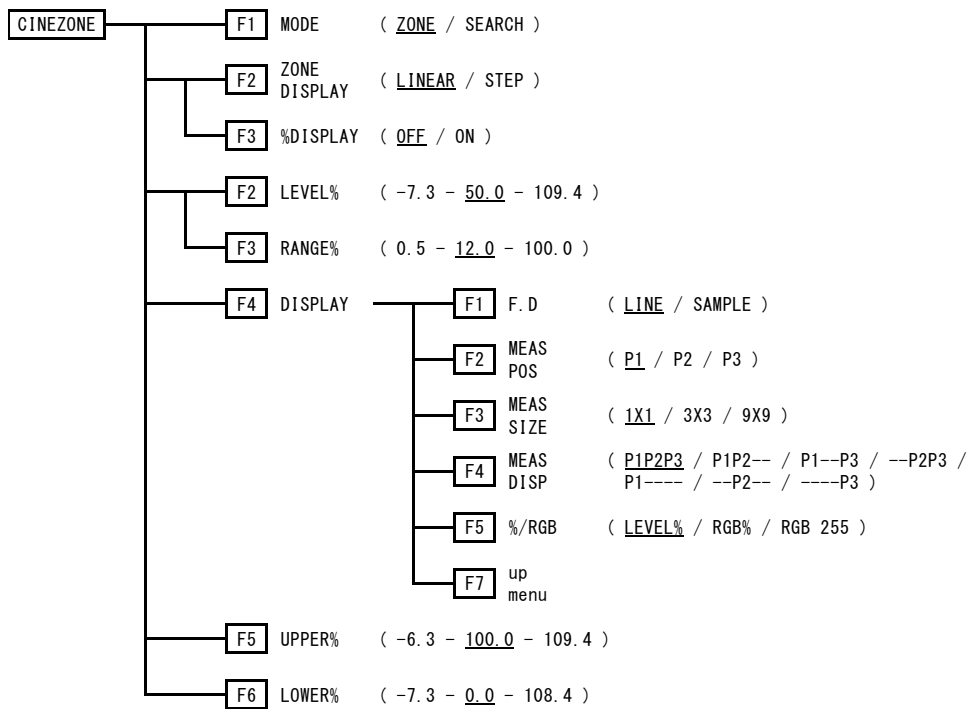 CINEZONE F1 MODE ( ZONE / SEARCH )
F2 ZONE DISPLAY ( LINEAR / STEP )
F3 %DISPLAY ( OFF / ON )
F2 LEVEL% ( -7.3 - 50.0 - 109.4 )
F3 RANGE% ( 0.5 - 12.0 - 100.0 )
F4 DISPLAY F1 F.D ( LINE / SAMPLE )
F2 MEAS POS ( P1 / P2 / P3 )
F3 MEAS SIZE ( 1X1 / 3X3 / 9X9 )
F4 MEAS DISP ( P1P2P3 / P1P2-- / P1--P3 / --P2P3 /
P1---- / --P2-- / ----P3 )
F5 %/RGB ( LEVEL% / RGB% / RGB 255 )
F7 up menu
F5 UPPER% ( -6.3 - 100.0 - 109.4 )
F6 LOWER% ( -7.3 - 0.0 - 108.4 )